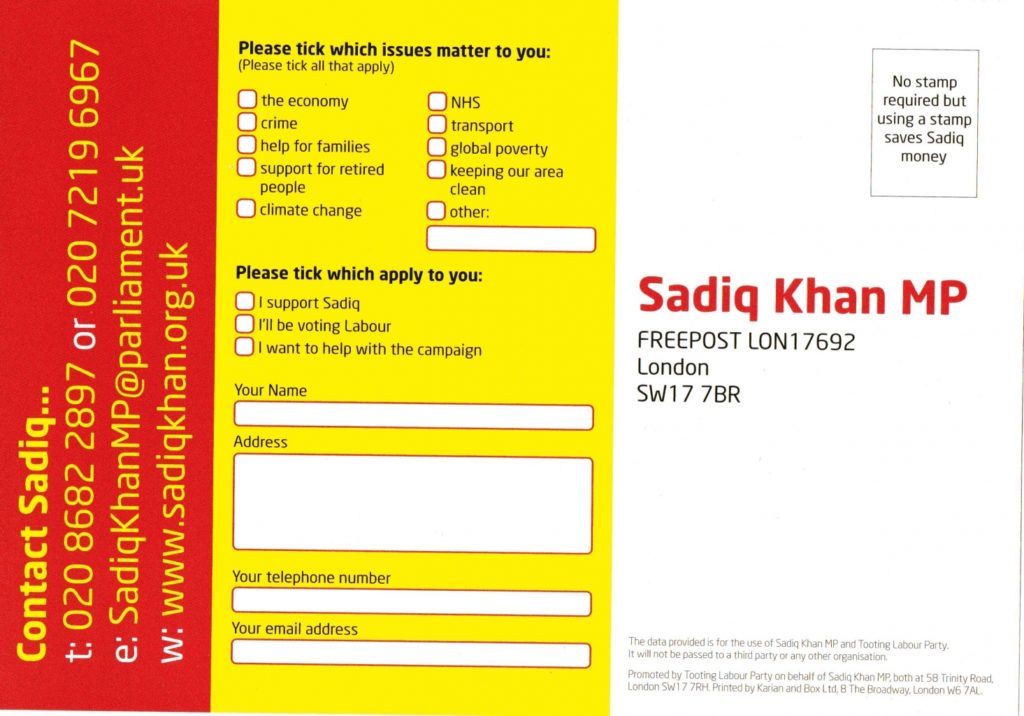 Contact Sadiq...
t: 020 8682 2897 or 020 7219 6967
e: SadiqKhanMP@parliament.uk
w: www.sadiqkhan.org.uk
Please tick which issues matter to you:
(Please tick all that apply)
the economy
crime
help for families
support for retired
people
climate change
NHS
transport
global poverty
keeping our area
clean
other:
Please tick which apply to you:
I support Sadiq
I'll be voting Labour
I want to help with the campaign
Your Name
Address
Your telephone number
Your email address
No stamp
required but
using a stamp
saves Sadiq
money
Sadiq Khan MP
FREEPOST LON17692
London
SW17 7BR
The data provided is for the use of Sadiq Khan MP and Tooting Labour Party.
It will not be passed to a third party or any other organisation.
Promoted by Tooting Labour Party on behalf of Sadiq Khan MP, both at 58 Trinity Road,
London SW17 7RH. Printed by Karian and Box Ltd, 8 The Broadway, London W6 7AL.